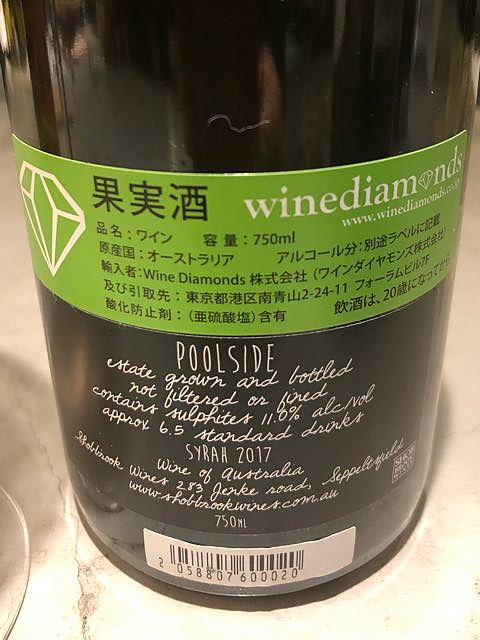 果実酒
winediamonds
www.winediamonds.co.jp
品名：ワイン 容量：750ml
原産国：オーストラリア アルコール分：別途ラベルに記載
輸入者：Wine Diamonds 株式会社（ワインダイヤモンズ株式会社）
及び引取先：東京都港区南青山2-24-11 フォーラムビル7F
酸化防止剤：（亜硫酸塩）含有 飲酒は、20歳になってから
POOLSIDE
estate grown and bottled
not filtered or fined
contains sulphites 11.0% alc/vol
approx 6.5 standard drinks
SYRAH 2017
Wine of Australia
Shobbrook Wines 283 Jenke road, Seppeltsfield
www.shobbrookwines.com.au
750ML
2 058807 600020